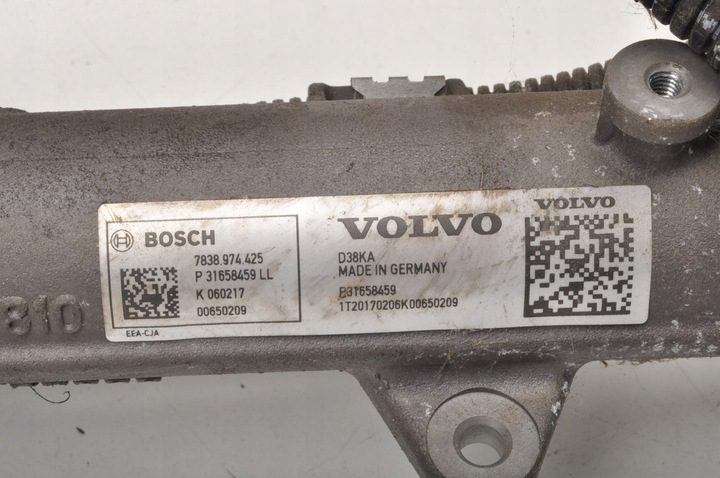 BOSCH
7838.974.425
P 31658459 LL
K 060217
00650209
EEA-CJA
VOLVO
D38KA
MADE IN GERMANY
P31658459
1T20170206K00650209
VOLVO
810